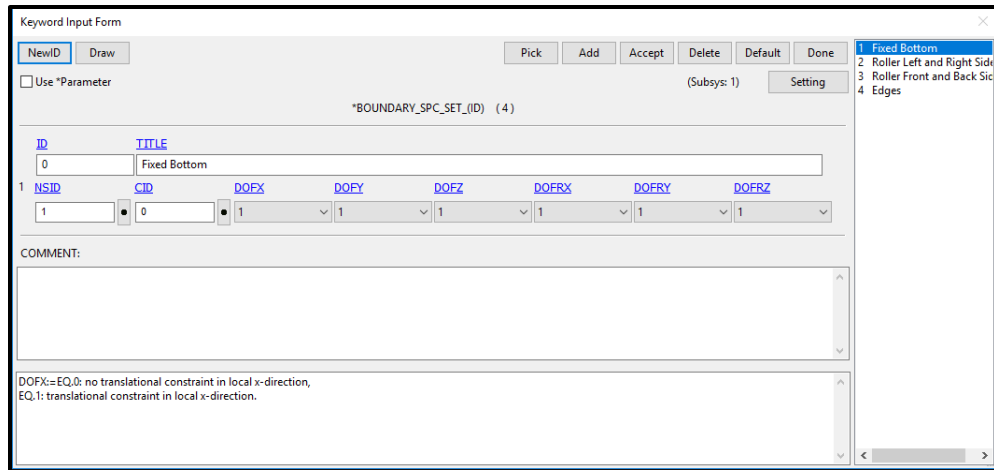 Keyword Input Form
NewID Draw Pick Add Accept Delete Default Done
Use *Parameter (Subsys: 1) Setting
*BOUNDARY_SPC_SET_(ID) (4)
ID TITLE
0 Fixed Bottom
1 NSID CID DOFX DOFY DOFZ DOFRX DOFRY DOFRZ
1 0 1 1 1 1 1 1
COMMENT:
DOFX:=EQ.0: no translational constraint in local x-direction,
EQ.1: translational constraint in local x-direction.
1 Fixed Bottom
2 Roller Left and Right Side
3 Roller Front and Back Sic
4 Edges